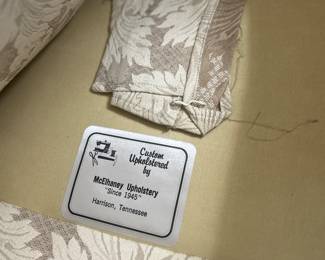 Custom
Upholstered
by
McElhaney Upholstery
"Since 1945"
Harrison, Tennessee